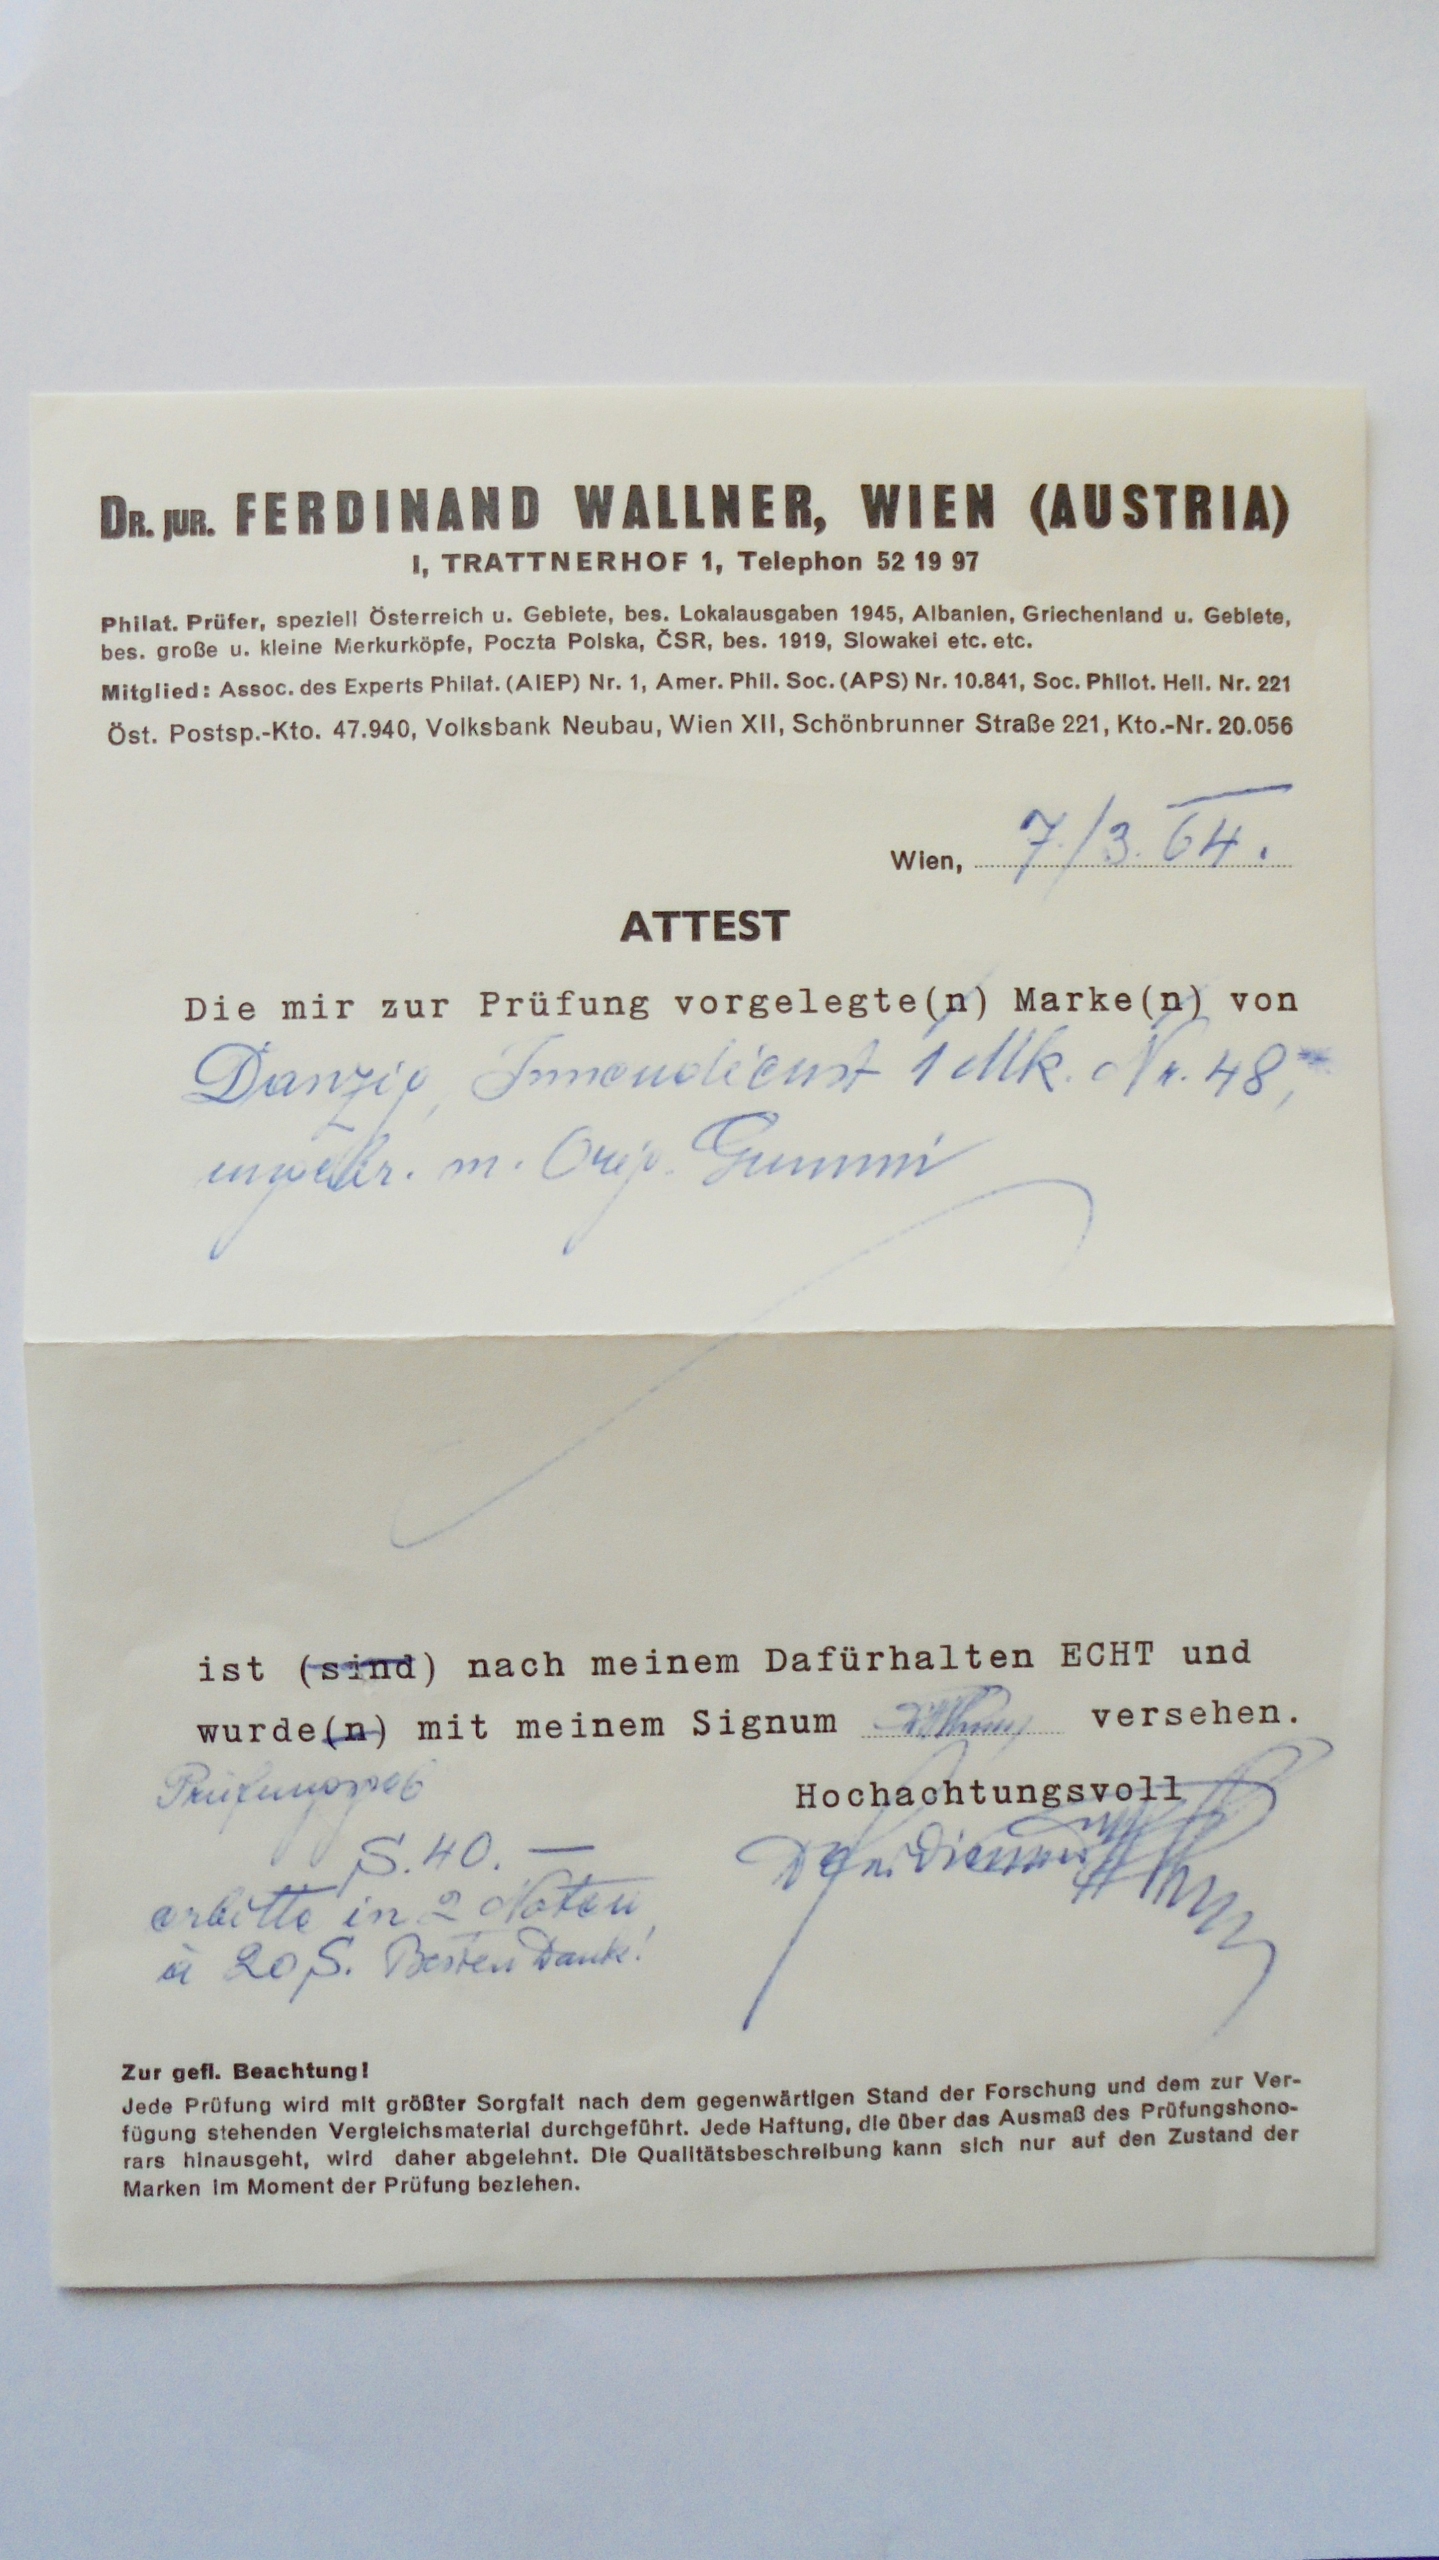 DR. JUR. FERDINAND WALLNER, WIEN (AUSTRIA)
I, TRATTNERHOF 1, Telephon 52 19 97
Philat. Prüfer, speziell Österreich u. Gebiete, bes. Lokalausgaben 1945, Albanien, Griechenland u. Gebiete,
bes. große u. kleine Merkurköpfe, Poczta Polska, ČSR, bes. 1919, Slowakei etc. etc.
Mitglied: Assoc. des Experts Philat. (AIEP) Nr. 1, Amer. Phil. Soc. (APS) Nr. 10.841, Soc. Philot. Hell. Nr. 221
Öst. Postsp.-Kto. 47.940, Volksbank Neubau, Wien XII, Schönbrunner Straße 221, Kto.-Nr. 20.056
Wien, 7./3. 64.
ATTEST
Die mir zur Prüfung vorgelegte(n) Marke(n) von
Danzig, Innendienst 1 Mk. Nr. 48,
ungebr. m. Orig. Gummi
ist (sind) nach meinem Dafürhalten ECHT und
wurde(n) mit meinem Signum versehen.
Hochachtungsvoll
S. 40. —
erbitte in 2 Noten
à 20 S. Besten Dank!
Zur gefl. Beachtung!
Jede Prüfung wird mit größter Sorgfalt nach dem gegenwärtigen Stand der Forschung und dem zur Ver-
fügung stehenden Vergleichsmaterial durchgeführt. Jede Haftung, die über das Ausmaß des Prüfungshono-
rars hinausgeht, wird daher abgelehnt. Die Qualitätsbeschreibung kann sich nur auf den Zustand der
Marken im Moment der Prüfung beziehen.